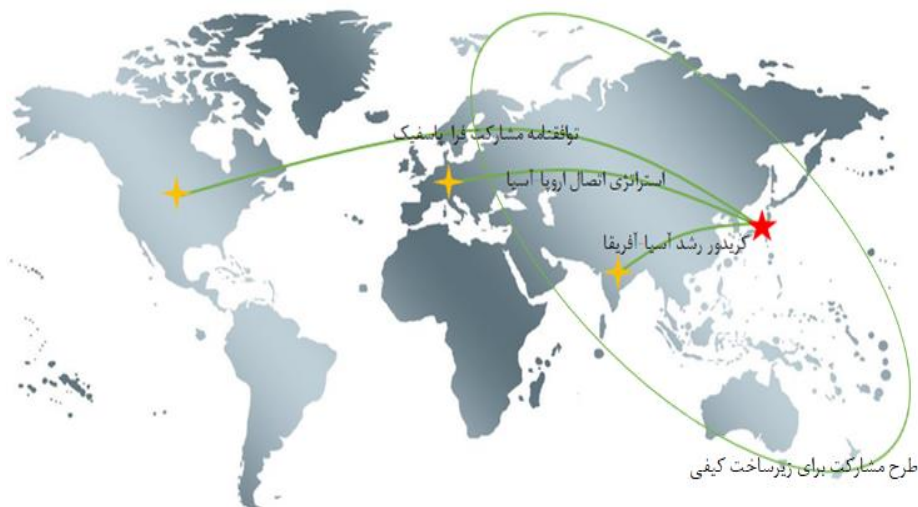 توافقنامه مشارکت فرا پاسفیک
استراتژی اتصال اروپا آسیا
کریدور رشد آسیا-آفریقا
طرح مشارکت برای زیرساخت کیفی